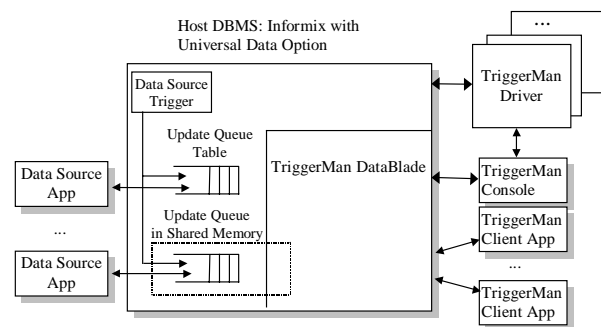 Host DBMS: Informix with
Universal Data Option
...
TriggerMan
Driver
Data Source
Trigger
Update Queue
Table
TriggerMan DataBlade
Data Source
App
TriggerMan
Console
...
Update Queue
in Shared Memory
TriggerMan
Client App
...
Data Source
App
TriggerMan
Client App